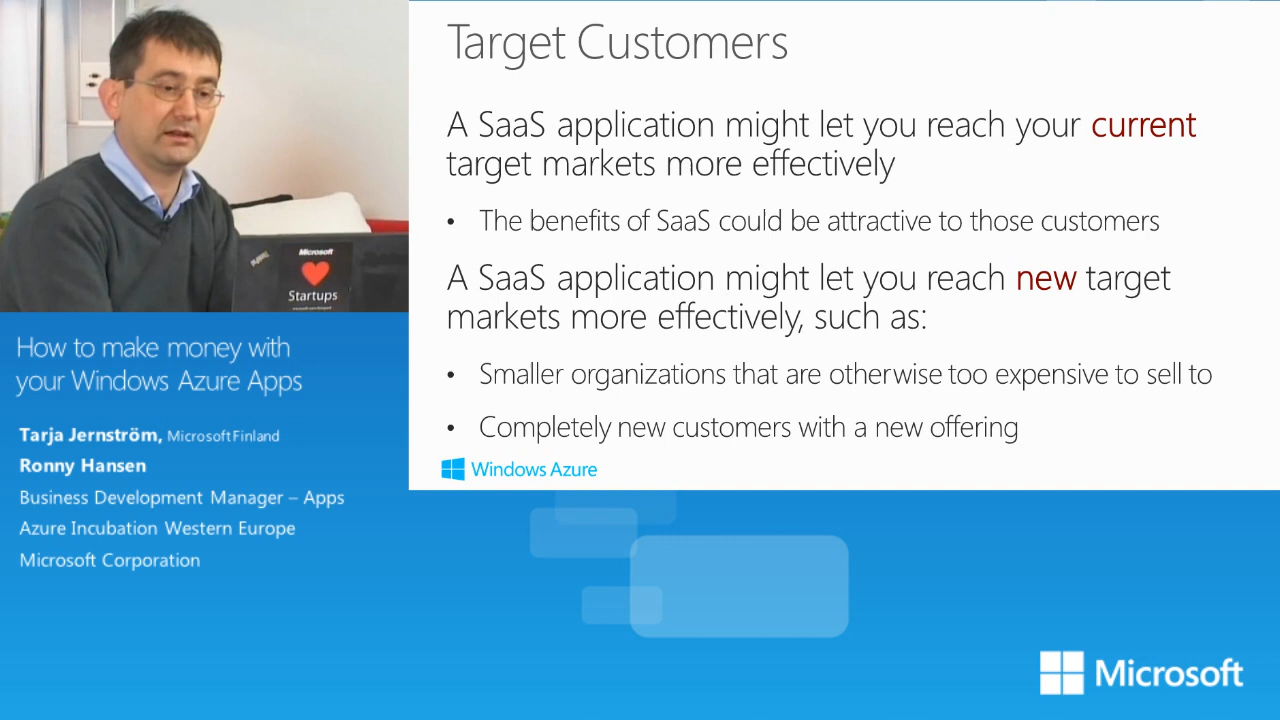 Microsoft
Startups
How to make money with
your Windows Azure Apps
Tarja Jernström, Microsoft Finland
Ronny Hansen
Business Development Manager – Apps
Azure Incubation Western Europe
Microsoft Corporation
Target Customers
A SaaS application might let you reach your current
target markets more effectively
• The benefits of SaaS could be attractive to those customers
A SaaS application might let you reach new target
markets more effectively, such as:
• Smaller organizations that are otherwise too expensive to sell to
• Completely new customers with a new offering
Windows Azure
Microsoft